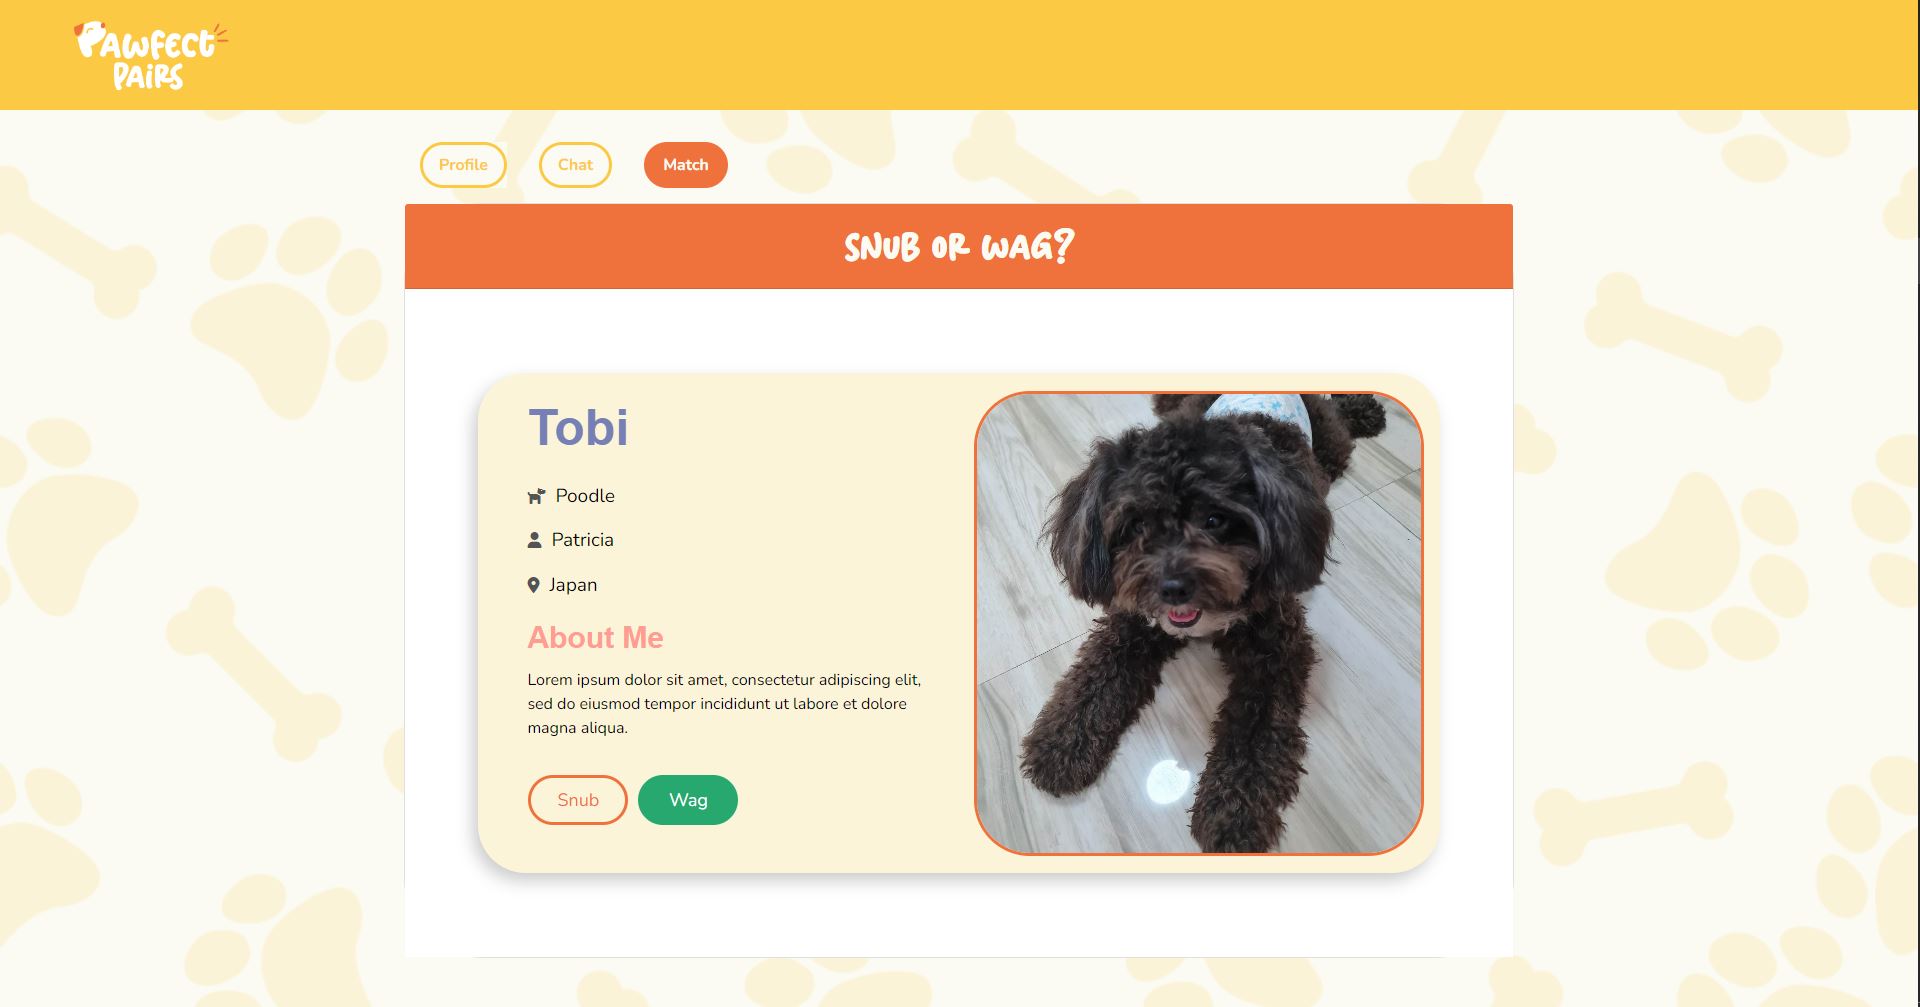 PAWFECT
PAIRS
Profile
Chat
Match
SNUB OR WAG?
Tobi
Poodle
Patricia
Japan
About Me
Lorem ipsum dolor sit amet, consectetur adipiscing elit,
sed do eiusmod tempor incididunt ut labore et dolore
magna aliqua.
Snub
Wag